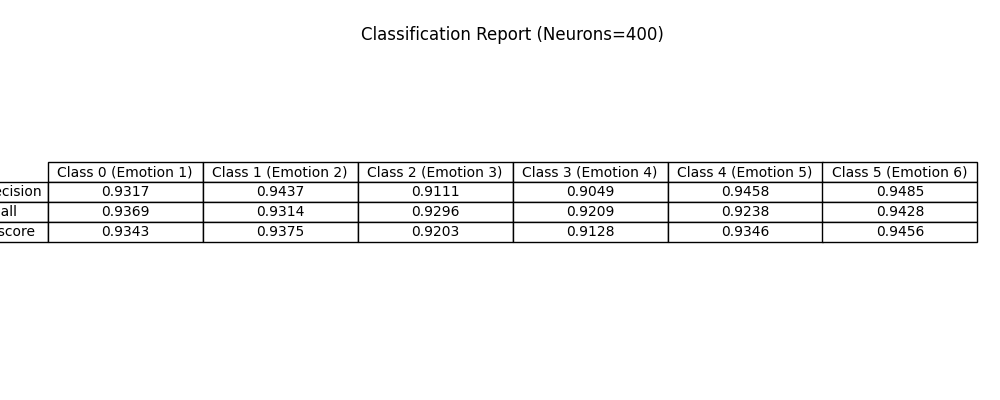 Classification Report (Neurons=400)
Class 0 (Emotion 1) Class 1 (Emotion 2) Class 2 (Emotion 3) Class 3 (Emotion 4) Class 4 (Emotion 5) Class 5 (Emotion 6)
ecision 0.9317 0.9437 0.9111 0.9049 0.9458 0.9485
all 0.9369 0.9314 0.9296 0.9209 0.9238 0.9428
score 0.9343 0.9375 0.9203 0.9128 0.9346 0.9456